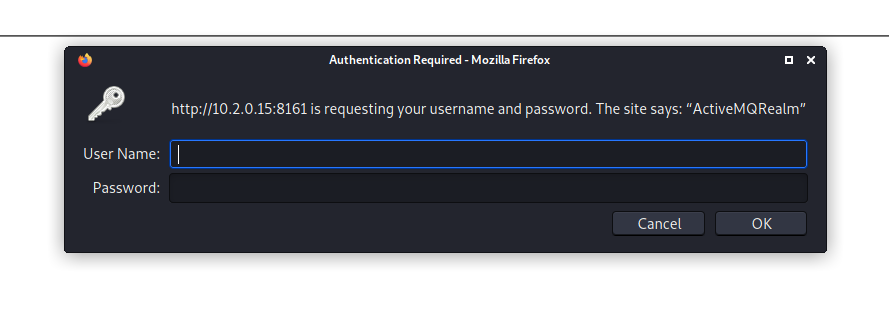 Authentication Required - Mozilla Firefox
http://10.2.0.15:8161 is requesting your username and password. The site says: “ActiveMQRealm”
User Name:
Password:
Cancel OK